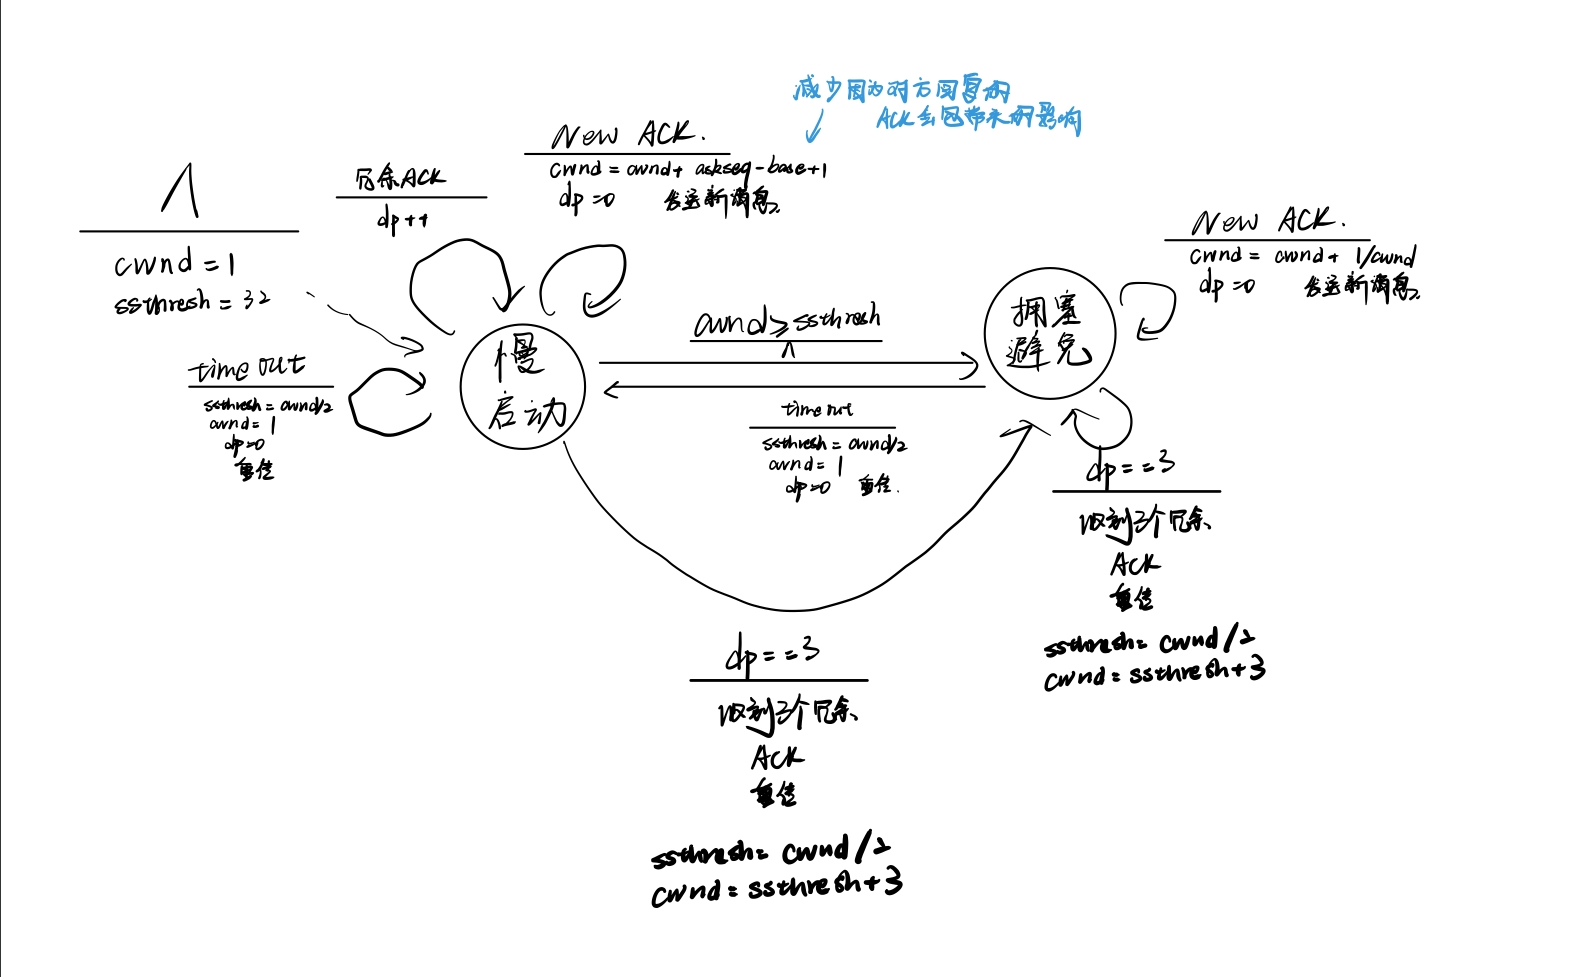 减少因为对方回复的
ACK丢包带来的影响
New ACK.
cwnd = cwnd + askseq-base+1
dp=0 发送新消息
冗余ACK
dp++
Λ
cwnd = 1
ssthresh = 32
New ACK.
cwnd = cwnd + 1/cwnd
dp=0 发送新消息
timeout
ssthresh = cwnd/2
cwnd = 1
dp=0
重传
慢
启动
cwnd≥ssthresh
Λ
拥塞
避免
timeout
ssthresh = cwnd/2
cwnd = 1
dp=0 重传.
dp==3
收到3个冗余
ACK
重传
ssthresh= cwnd/2
cwnd = ssthresh+3
dp==3
收到3个冗余
ACK
重传
ssthresh= cwnd/2
cwnd = ssthresh+3